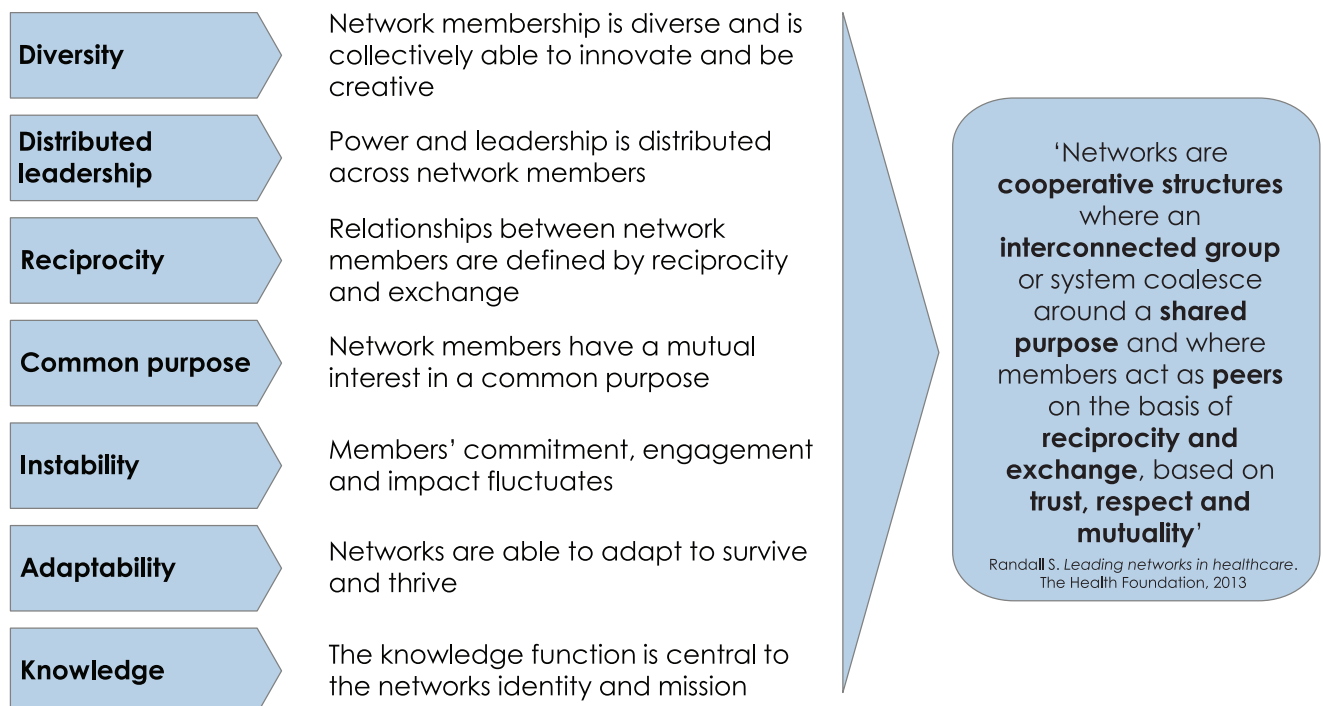 Diversity
Network membership is diverse and is
collectively able to innovate and be
creative
Distributed
leadership
Power and leadership is distributed
across network members
Reciprocity
Relationships between network
members are defined by reciprocity
and exchange
Common purpose
Network members have a mutual
interest in a common purpose
Instability
Members’ commitment, engagement
and impact fluctuates
Adaptability
Networks are able to adapt to survive
and thrive
Knowledge
The knowledge function is central to
the networks identity and mission
‘Networks are
cooperative structures
where an
interconnected group
or system coalesce
around a shared
purpose and where
members act as peers
on the basis of
reciprocity and
exchange, based on
trust, respect and
mutuality’
Randall S. Leading networks in healthcare.
The Health Foundation, 2013